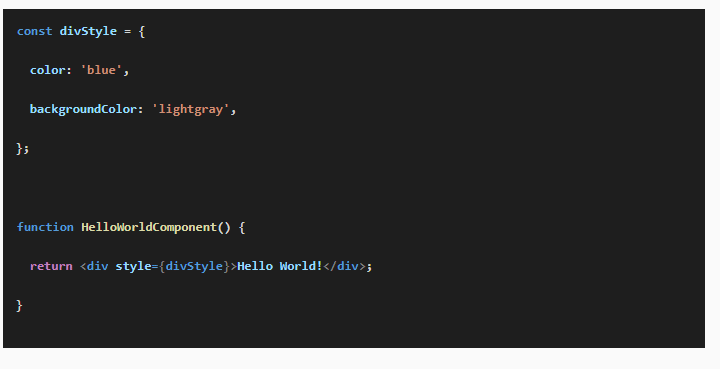 const divStyle = {
color: 'blue',
backgroundColor: 'lightgray',
};
function HelloWorldComponent() {
return <div style={divStyle}>Hello World!</div>;
}